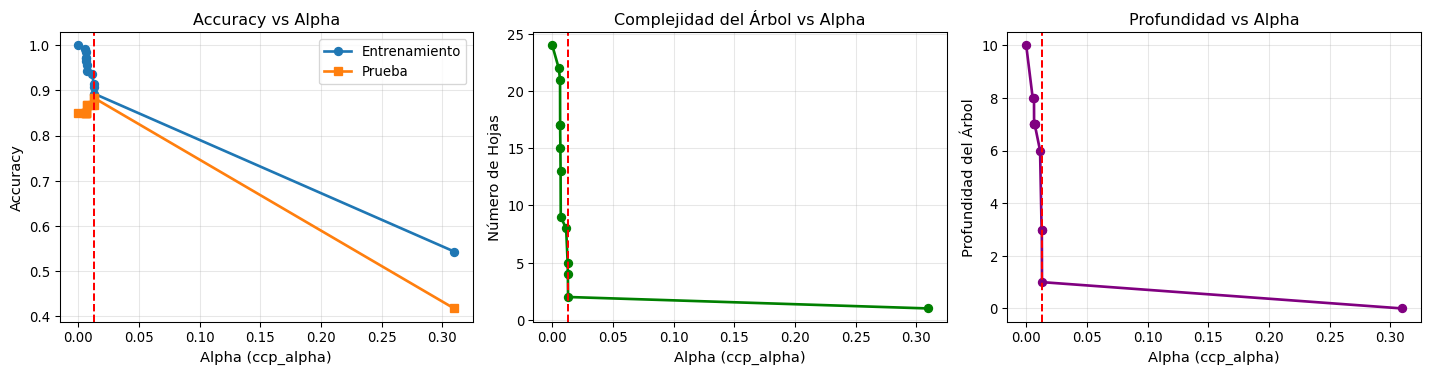 Accuracy vs Alpha
Accuracy
1.0
0.9
0.8
0.7
0.6
0.5
0.4
Entrenamiento
Prueba
0.00 0.05 0.10 0.15 0.20 0.25 0.30
Alpha (ccp_alpha)
Complejidad del Árbol vs Alpha
Número de Hojas
25
20
15
10
5
0
0.00 0.05 0.10 0.15 0.20 0.25 0.30
Alpha (ccp_alpha)
Profundidad vs Alpha
Profundidad del Árbol
10
8
6
4
2
0
0.00 0.05 0.10 0.15 0.20 0.25 0.30
Alpha (ccp_alpha)